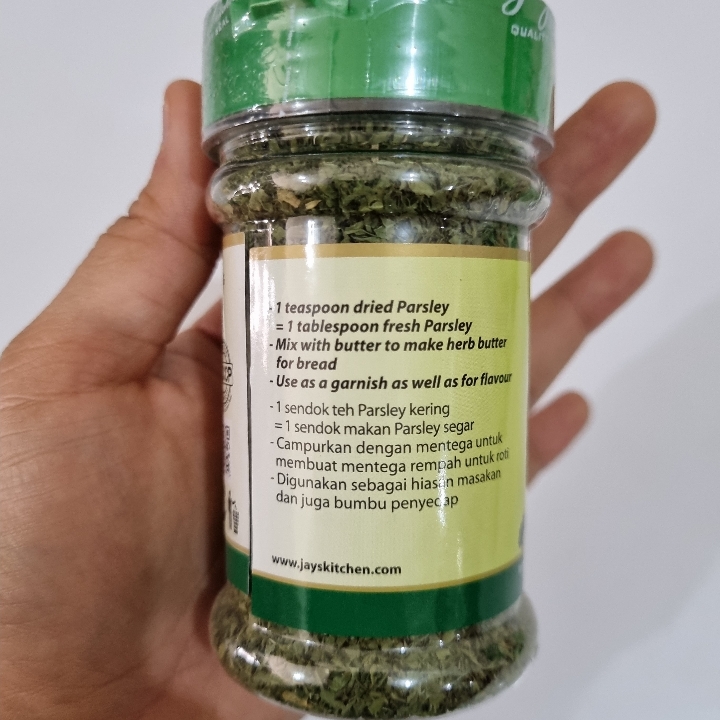 QUALIT
- 1 teaspoon dried Parsley
= 1 tablespoon fresh Parsley
- Mix with butter to make herb butter
for bread
- Use as a garnish as well as for flavour
- 1 sendok teh Parsley kering
= 1 sendok makan Parsley segar
- Campurkan dengan mentega untuk
membuat mentega rempah untuk roti
- Digunakan sebagai hiasan masakan
dan juga bumbu penyedap
www.jayskitchen.com